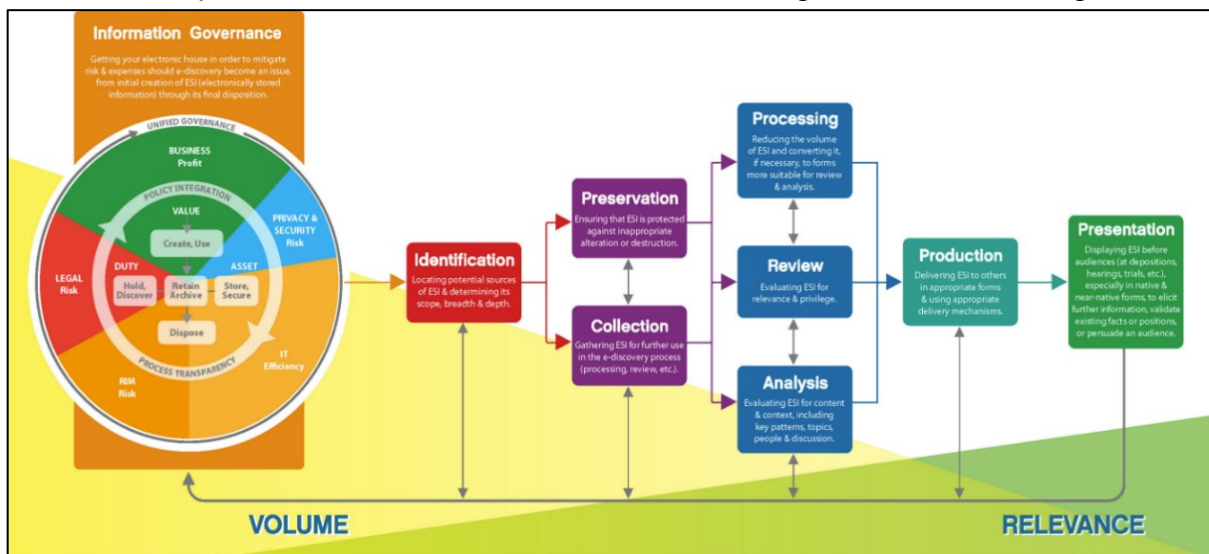 Information Governance
Getting your electronic house in order to mitigate
risk & expenses should e-discovery become an issue,
from initial creation of ESI (electronically stored
information) through its final disposition.
UNIFIED GOVERNANCE
BUSINESS
Profit
POLICY INTEGRATION
VALUE
Create, Use
PRIVACY &
SECURITY
Risk
LEGAL
Risk
DUTY
Hold,
Discover
Retain
Archive
ASSET
Store,
Secure
Dispose
PROCESS TRANSPARENCY
RIM
Risk
IT
Efficiency
Identification
Locating potential sources
of ESI & determining its
scope, breadth & depth.
Preservation
Ensuring that ESI is protected
against inappropriate
alteration or destruction.
Collection
Gathering ESI for further use
in the e-discovery process
(processing, review, etc.).
Processing
Reducing the volume
of ESI and converting it,
if necessary, to forms
more suitable for review
& analysis.
Review
Evaluating ESI for
relevance & privilege.
Analysis
Evaluating ESI for content
& context, including
key patterns, topics,
people & discussion.
Production
Delivering ESI to others
in appropriate forms
& using appropriate
delivery mechanisms.
Presentation
Displaying ESI before
audiences (at depositions,
hearings, trials, etc.),
especially in native &
near-native forms, to elicit
further information, validate
existing facts or positions,
or persuade an audience.
VOLUME
RELEVANCE